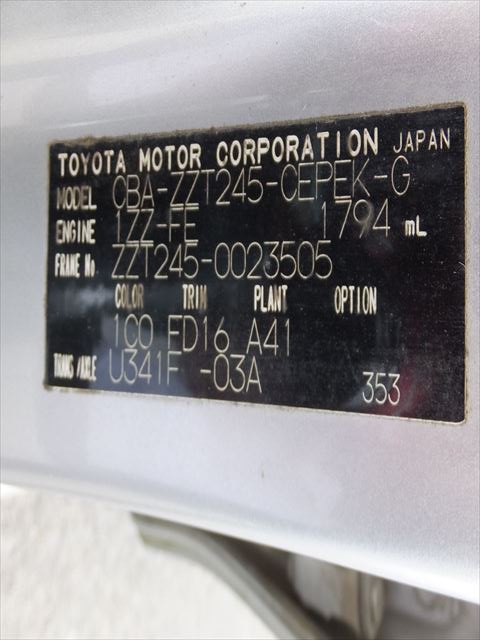 TOYOTA MOTOR CORPORATION JAPAN
MODEL CBA-ZZT245-CEPEK-G
ENGINE 1ZZ-FE 1794 mL
FRAME No. ZZT245-0023505
COLOR TRIM PLANT OPTION
1C0 FD16 A41
TRANS/AXLE U341F -03A 353